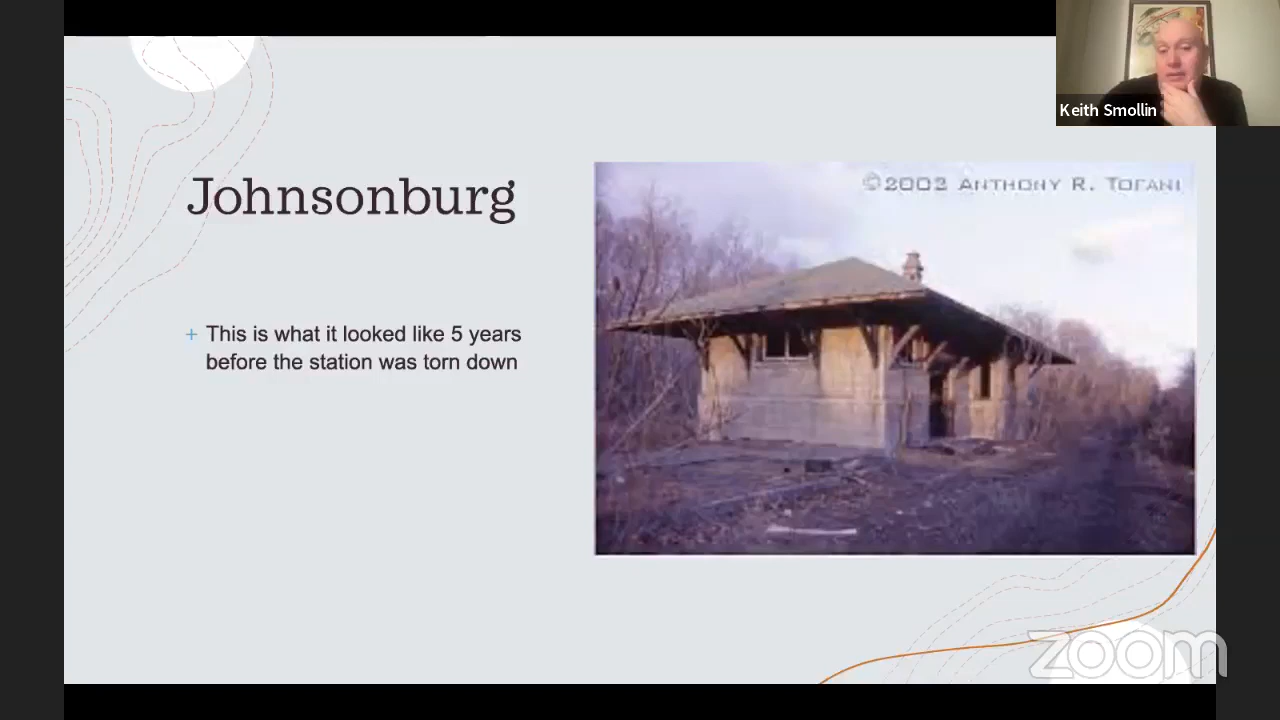 Keith Smollin
Johnsonburg
©2002 ANTHONY R. TOFANI
+ This is what it looked like 5 years
before the station was torn down
zoom